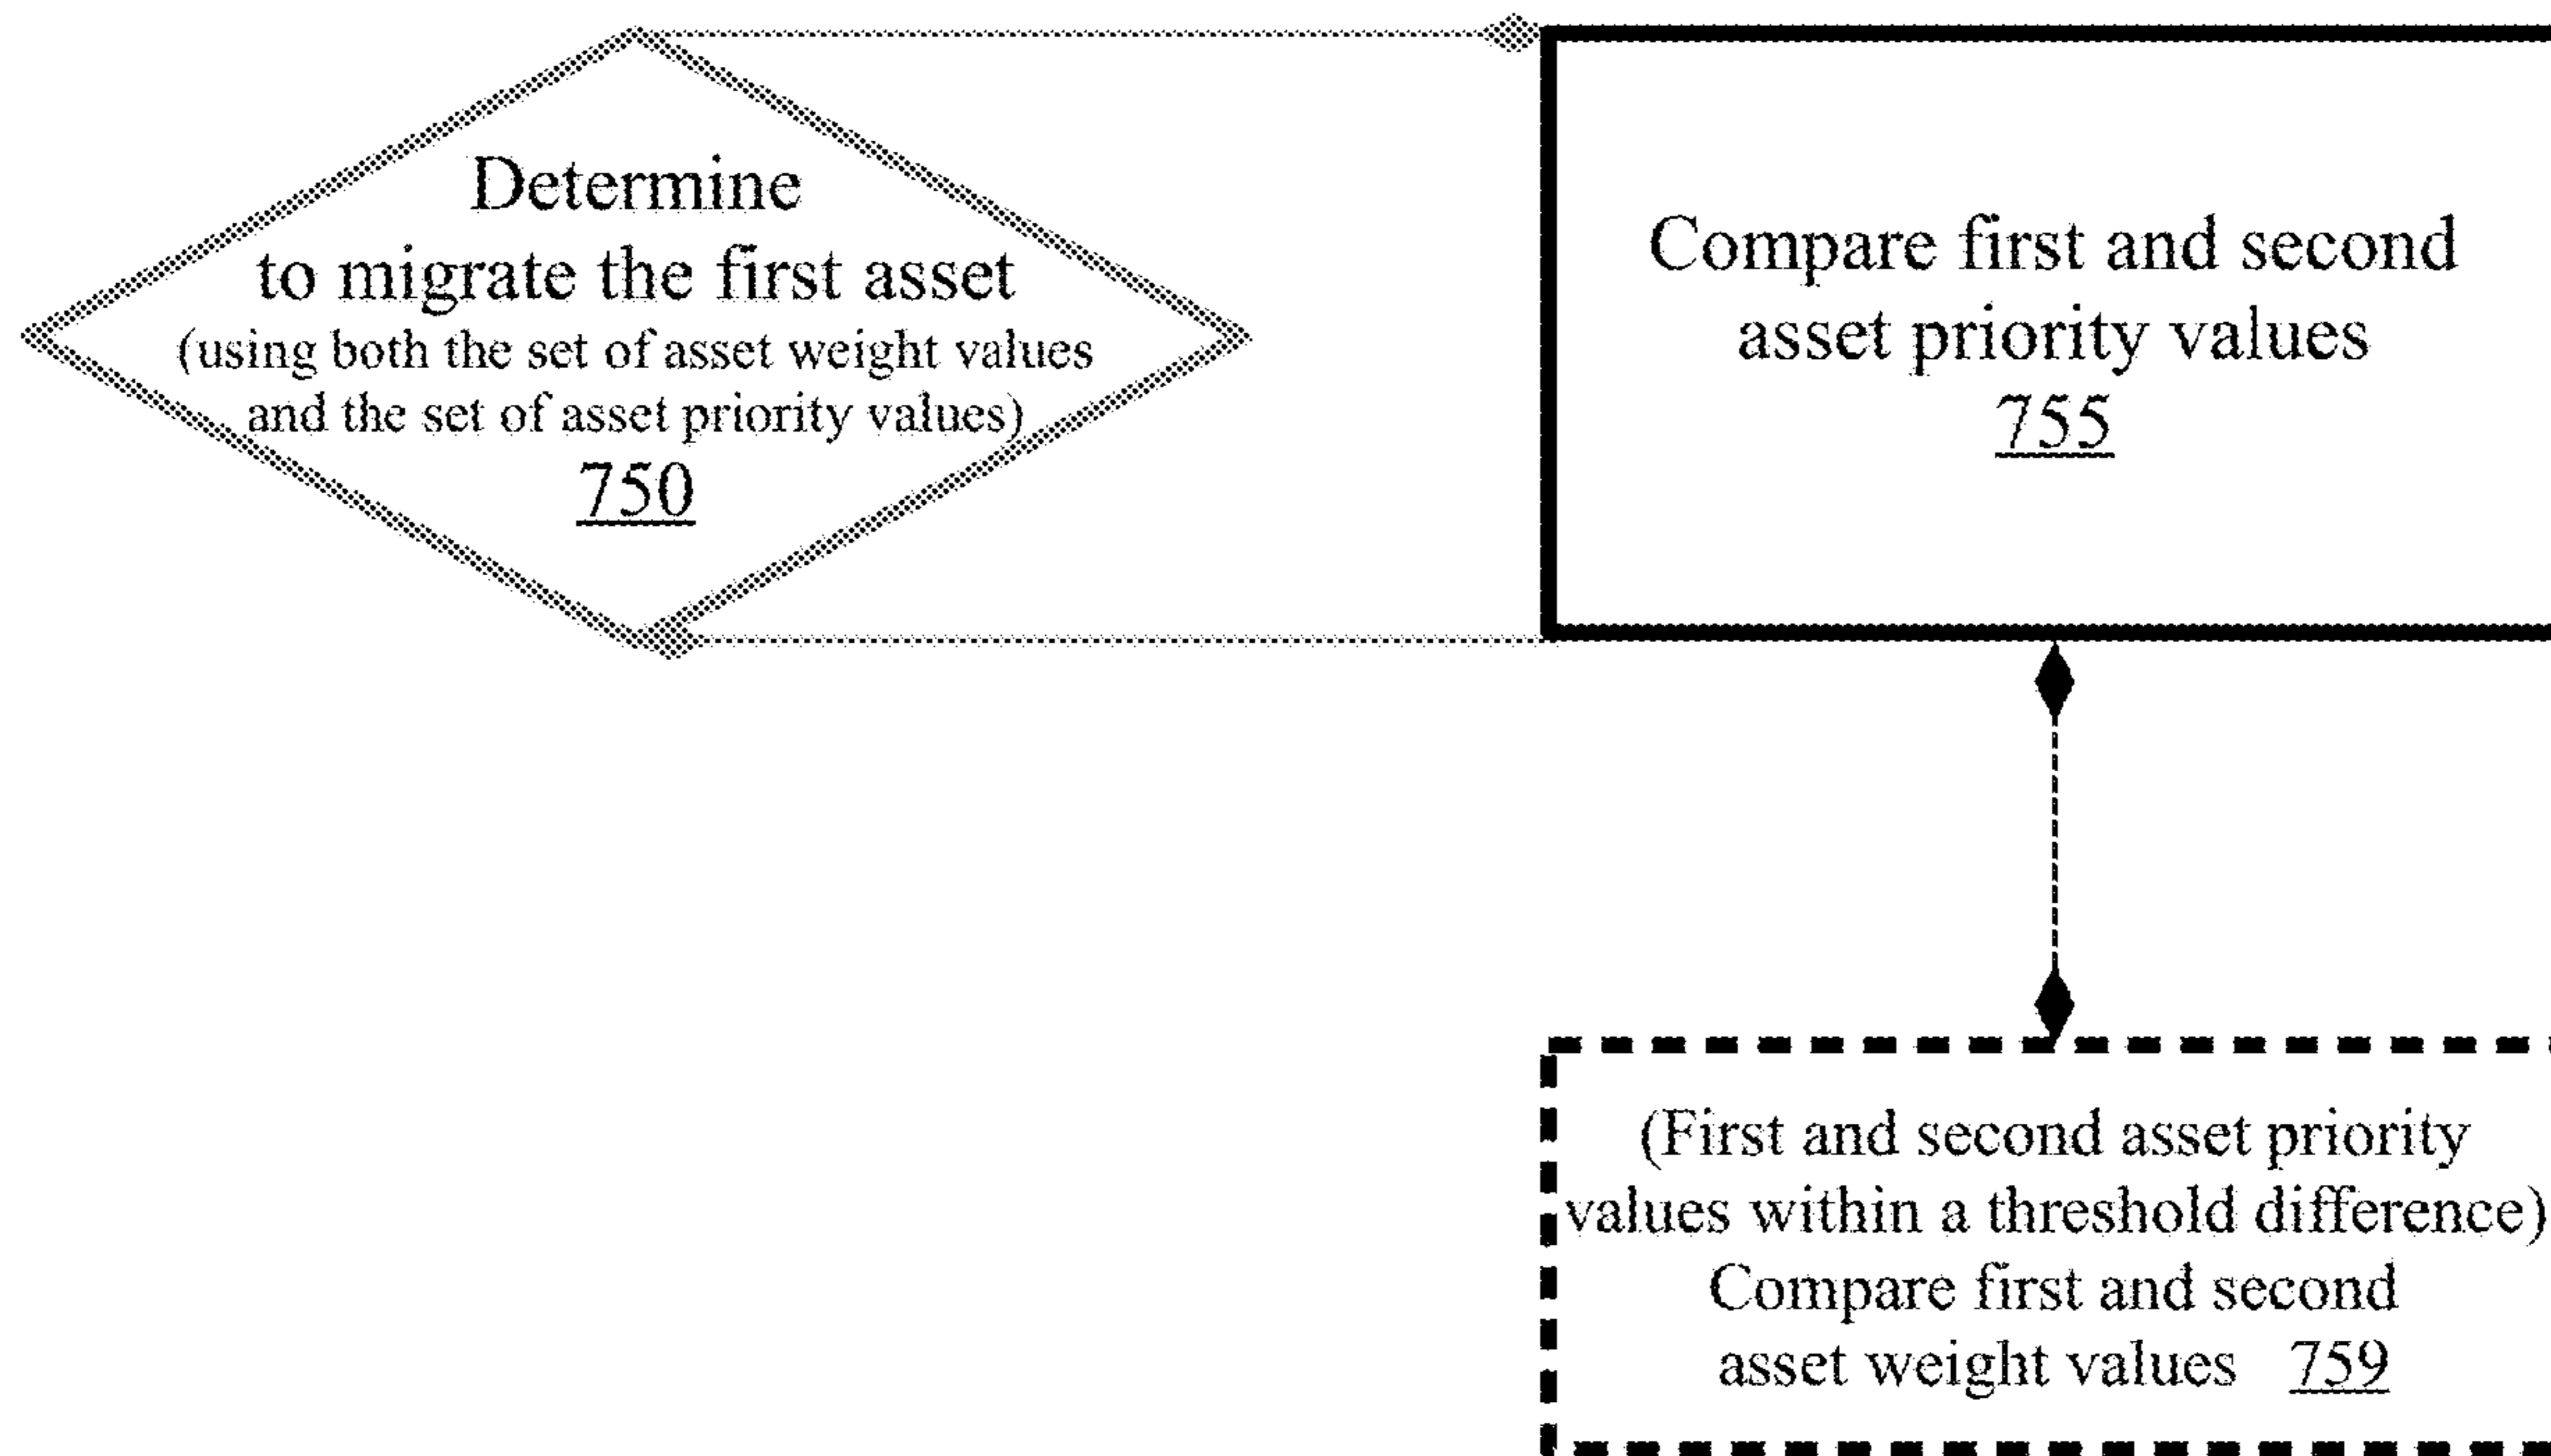 Determine
to migrate the first asset
(using both the set of asset weight values
and the set of asset priority values)
750
Compare first and second
asset priority values
755
(First and second asset priority
values within a threshold difference)
Compare first and second
asset weight values 759